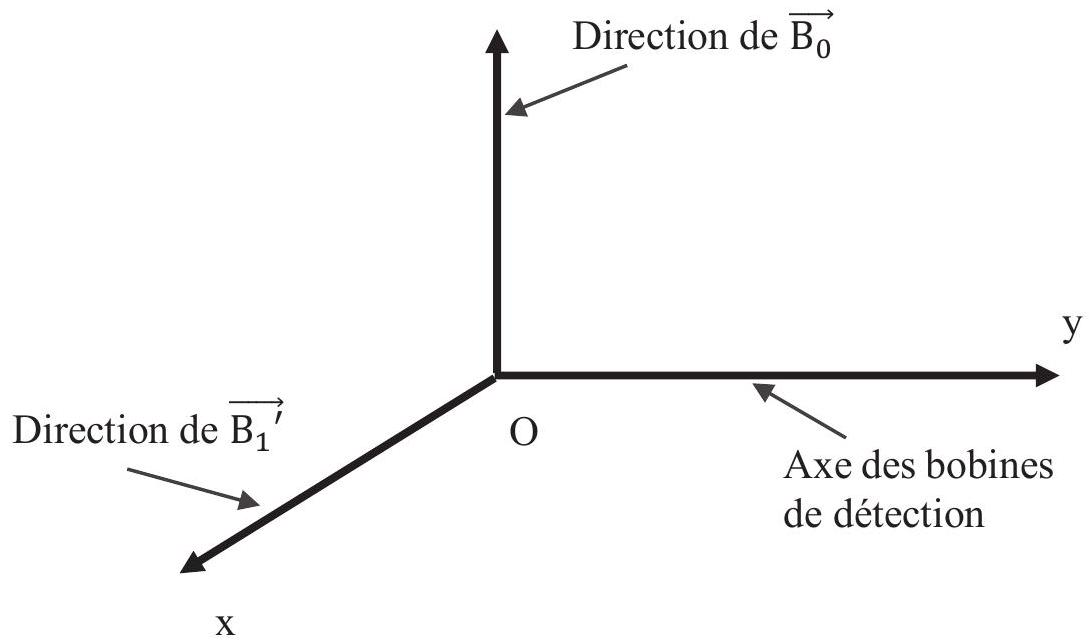 Direction de B₀
y
Direction de B₁′
O
Axe des bobines
de détection
x